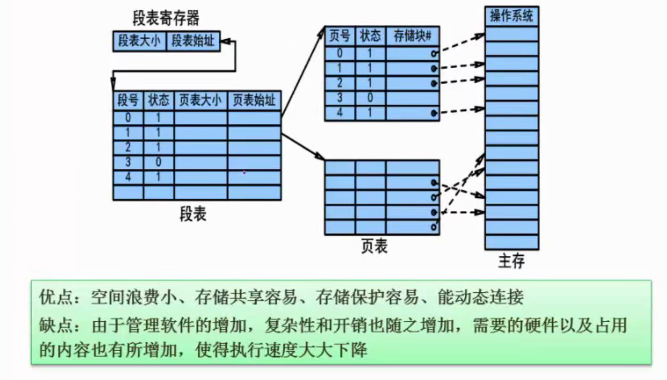 段表寄存器
段表大小 段表始址
段号 状态 页表大小 页表始址
0 1
1 1
2 1
3 0
4 1
段表
页号 状态 存储块#
0 1
1 1
2 1
3 0
4 1
页表
操作系统
主存
优点：空间浪费小、存储共享容易、存储保护容易、能动态连接
缺点：由于管理软件的增加，复杂性和开销也随之增加，需要的硬件以及占用
的内容也有所增加，使得执行速度大大下降